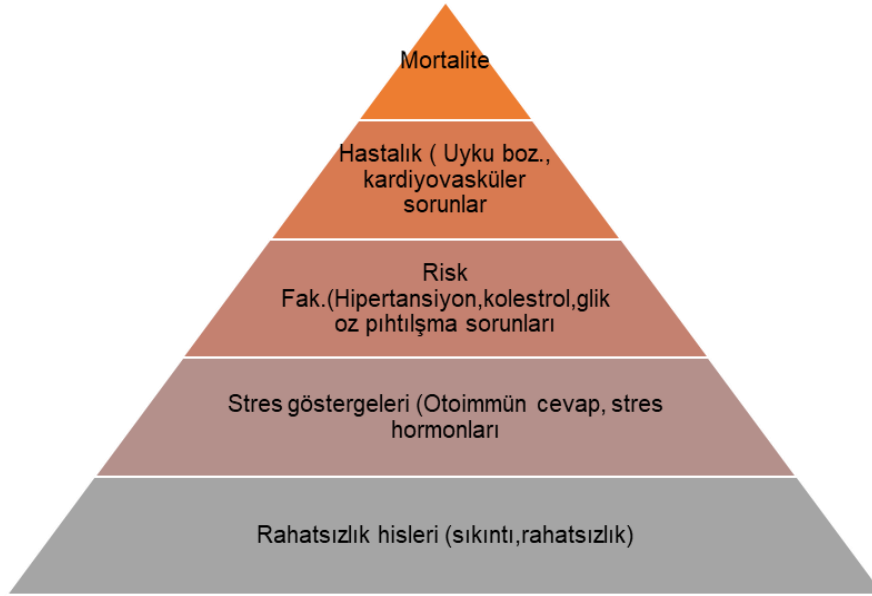 Mortalite
Hastalık ( Uyku boz.,
kardiyovasküler
sorunlar
Risk
Fak.(Hipertansiyon,kolestrol,glik
oz pıhtılşma sorunları
Stres göstergeleri (Otoimmün cevap, stres
hormonları
Rahatsızlık hisleri (sıkıntı,rahatsızlık)